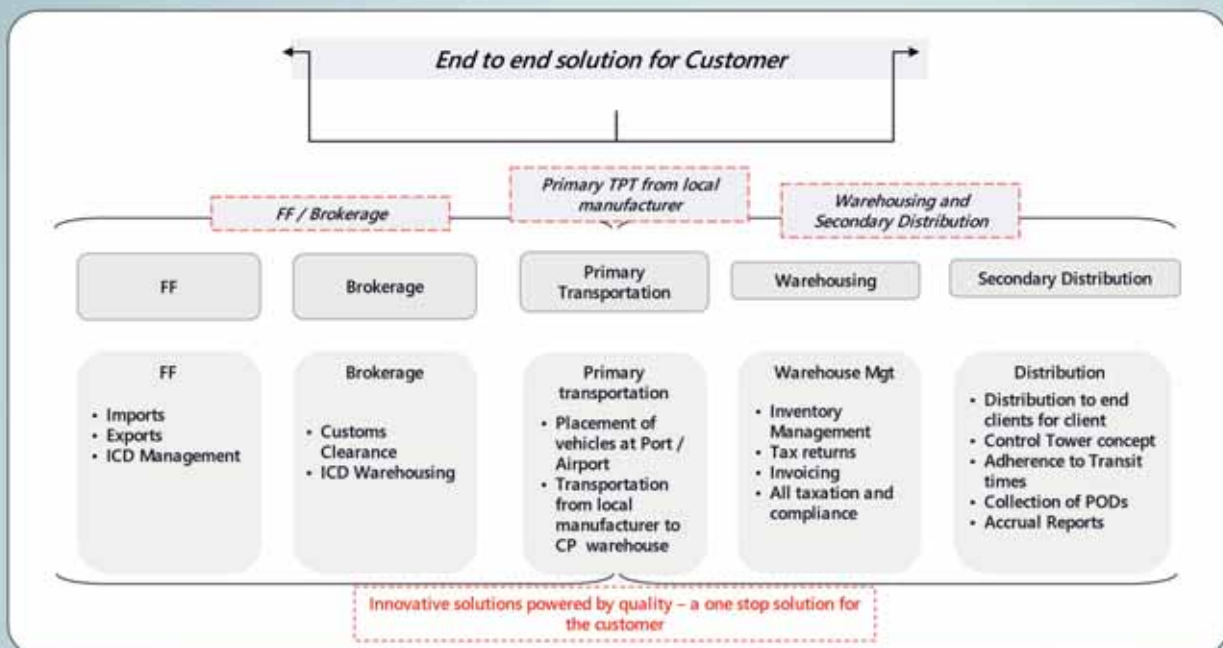 End to end solution for Customer
Primary TPT from local
manufacturer
FF / Brokerage
Warehousing and
Secondary Distribution
FF
Brokerage
Primary
Transportation
Warehousing
Secondary Distribution
FF
• Imports
• Exports
• ICD Management
Brokerage
• Customs
Clearance
• ICD Warehousing
Primary
transportation
• Placement of
vehicles at Port /
Airport
• Transportation
from local
manufacturer to
CP warehouse
Warehouse Mgt
• Inventory
Management
• Tax returns
• Invoicing
• All taxation and
compliance
Distribution
• Distribution to end
clients for client
• Control Tower concept
• Adherence to Transit
times
• Collection of PODs
• Accrual Reports
Innovative solutions powered by quality – a one stop solution for
the customer